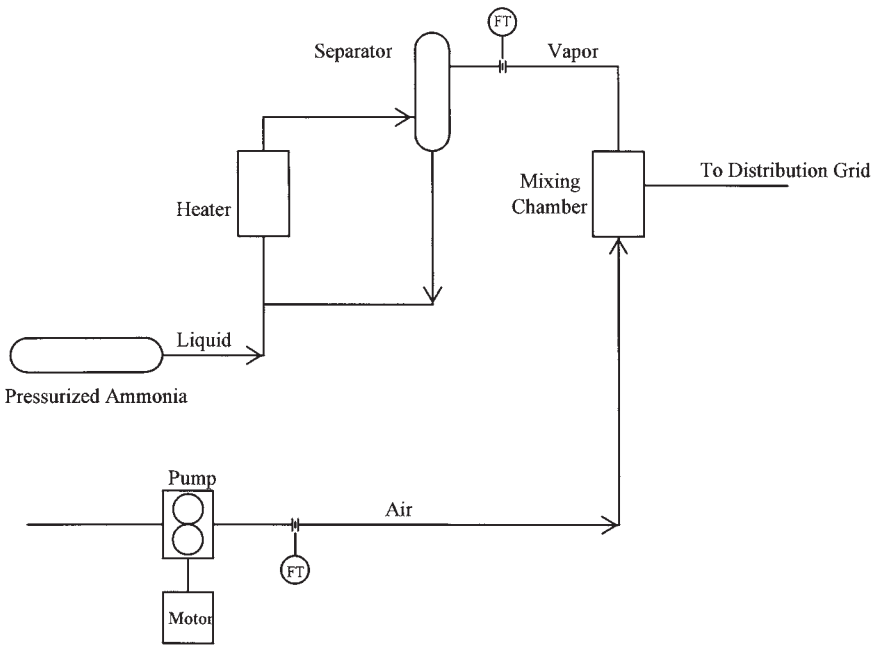 FT
Separator
Vapor
To Distribution Grid
Mixing
Chamber
Heater
Liquid
Pressurized Ammonia
Pump
Air
FT
Motor